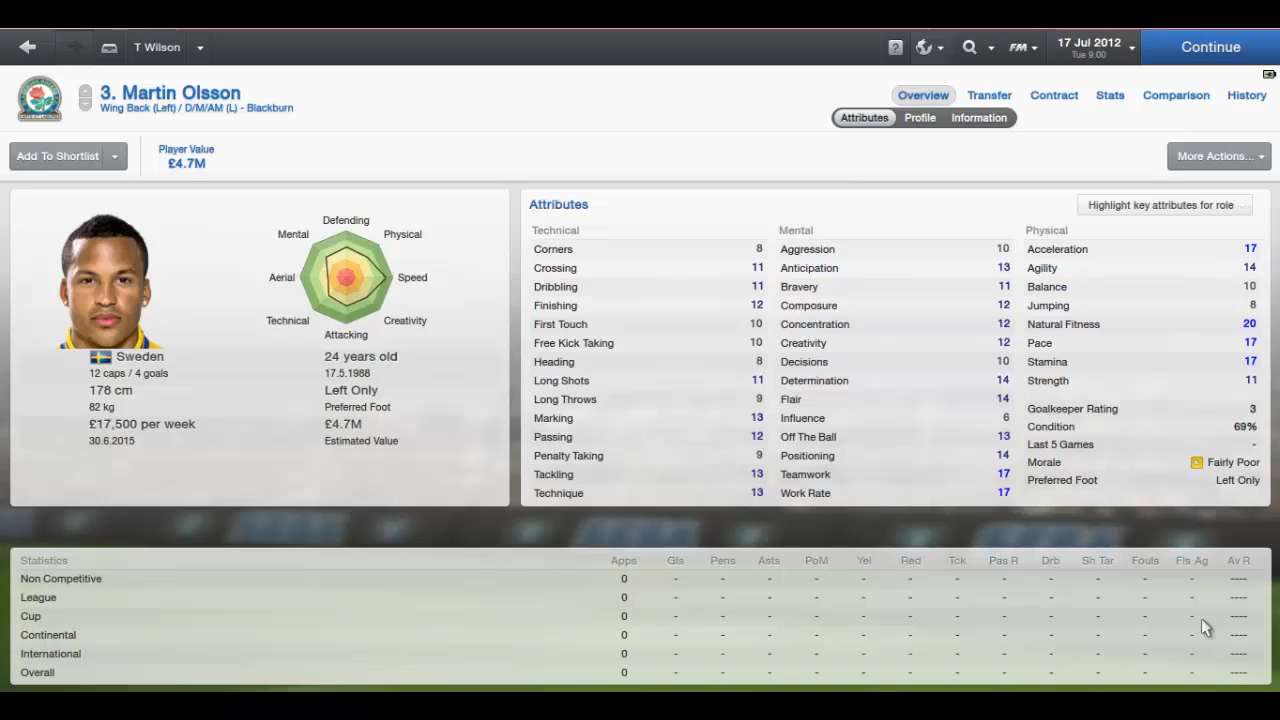 T Wilson
?
FM
17 Jul 2012
Tue 9:00
Continue
3. Martin Olsson
Wing Back (Left) / D/M/AM (L) - Blackburn
Overview Transfer Contract Stats Comparison History
Attributes Profile Information
Add To Shortlist
Player Value
£4.7M
More Actions...
Defending
Mental Physical
Aerial Speed
Technical Creativity
Attacking
Sweden
12 caps / 4 goals
178 cm
82 kg
£17,500 per week
30.6.2015
24 years old
17.5.1988
Left Only
Preferred Foot
£4.7M
Estimated Value
Attributes
Highlight key attributes for role
Technical
Corners 8
Crossing 11
Dribbling 11
Finishing 12
First Touch 10
Free Kick Taking 10
Heading 8
Long Shots 11
Long Throws 9
Marking 13
Passing 12
Penalty Taking 9
Tackling 13
Technique 13
Mental
Aggression 10
Anticipation 13
Bravery 11
Composure 12
Concentration 12
Creativity 12
Decisions 10
Determination 14
Flair 14
Influence 6
Off The Ball 13
Positioning 14
Teamwork 17
Work Rate 17
Physical
Acceleration 17
Agility 14
Balance 10
Jumping 8
Natural Fitness 20
Pace 17
Stamina 17
Strength 11
Goalkeeper Rating 3
Condition 69%
Last 5 Games -
Morale Fairly Poor
Preferred Foot Left Only
Statistics Apps Gls Pens Asts PoM Yel Red Tck Pas R Drb Sh Tar Fouls Fls Ag Av R
Non Competitive 0 - - - - - - - - - - - - ----
League 0 - - - - - - - - - - - - ----
Cup 0 - - - - - - - - - - - - ----
Continental 0 - - - - - - - - - - - - ----
International 0 - - - - - - - - - - - - ----
Overall 0 - - - - - - - - - - - - ----